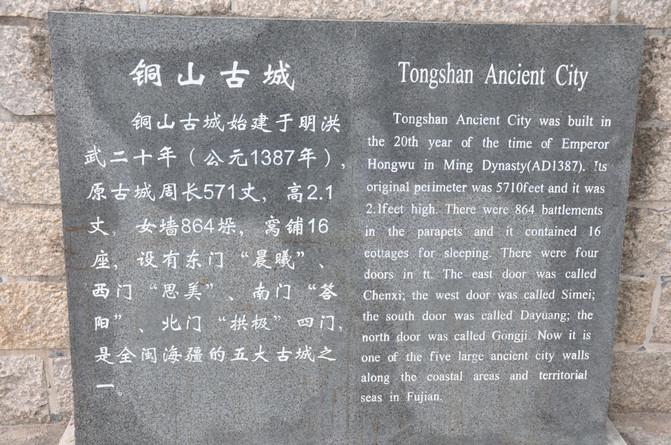 铜山古城
铜山古城始建于明洪
武二十年（公元1387年），
原古城周长571丈，高2.1
丈，女墙864垛，窝铺16
座，设有东门“晨曦”、
西门“思美”、南门“答
阳”、北门“拱极”四门，
是全闽海疆的五大古城之
一。
Tongshan Ancient City
Tongshan Ancient City was built in
the 20th year of the time of Emperor
Hongwu in Ming Dynasty(AD1387). Its
original perimeter was 5710feet and it was
2.1feet high. There were 864 battlements
in the parapets and it contained 16
cottages for sleeping. There were four
doors in tt. The east door was called
Chenxi; the west door was called Simei;
the south door was called Dayuang; the
north door was called Gongji. Now it is
one of the five large ancient city walls
along the coastal areas and territorial
seas in Fujian.